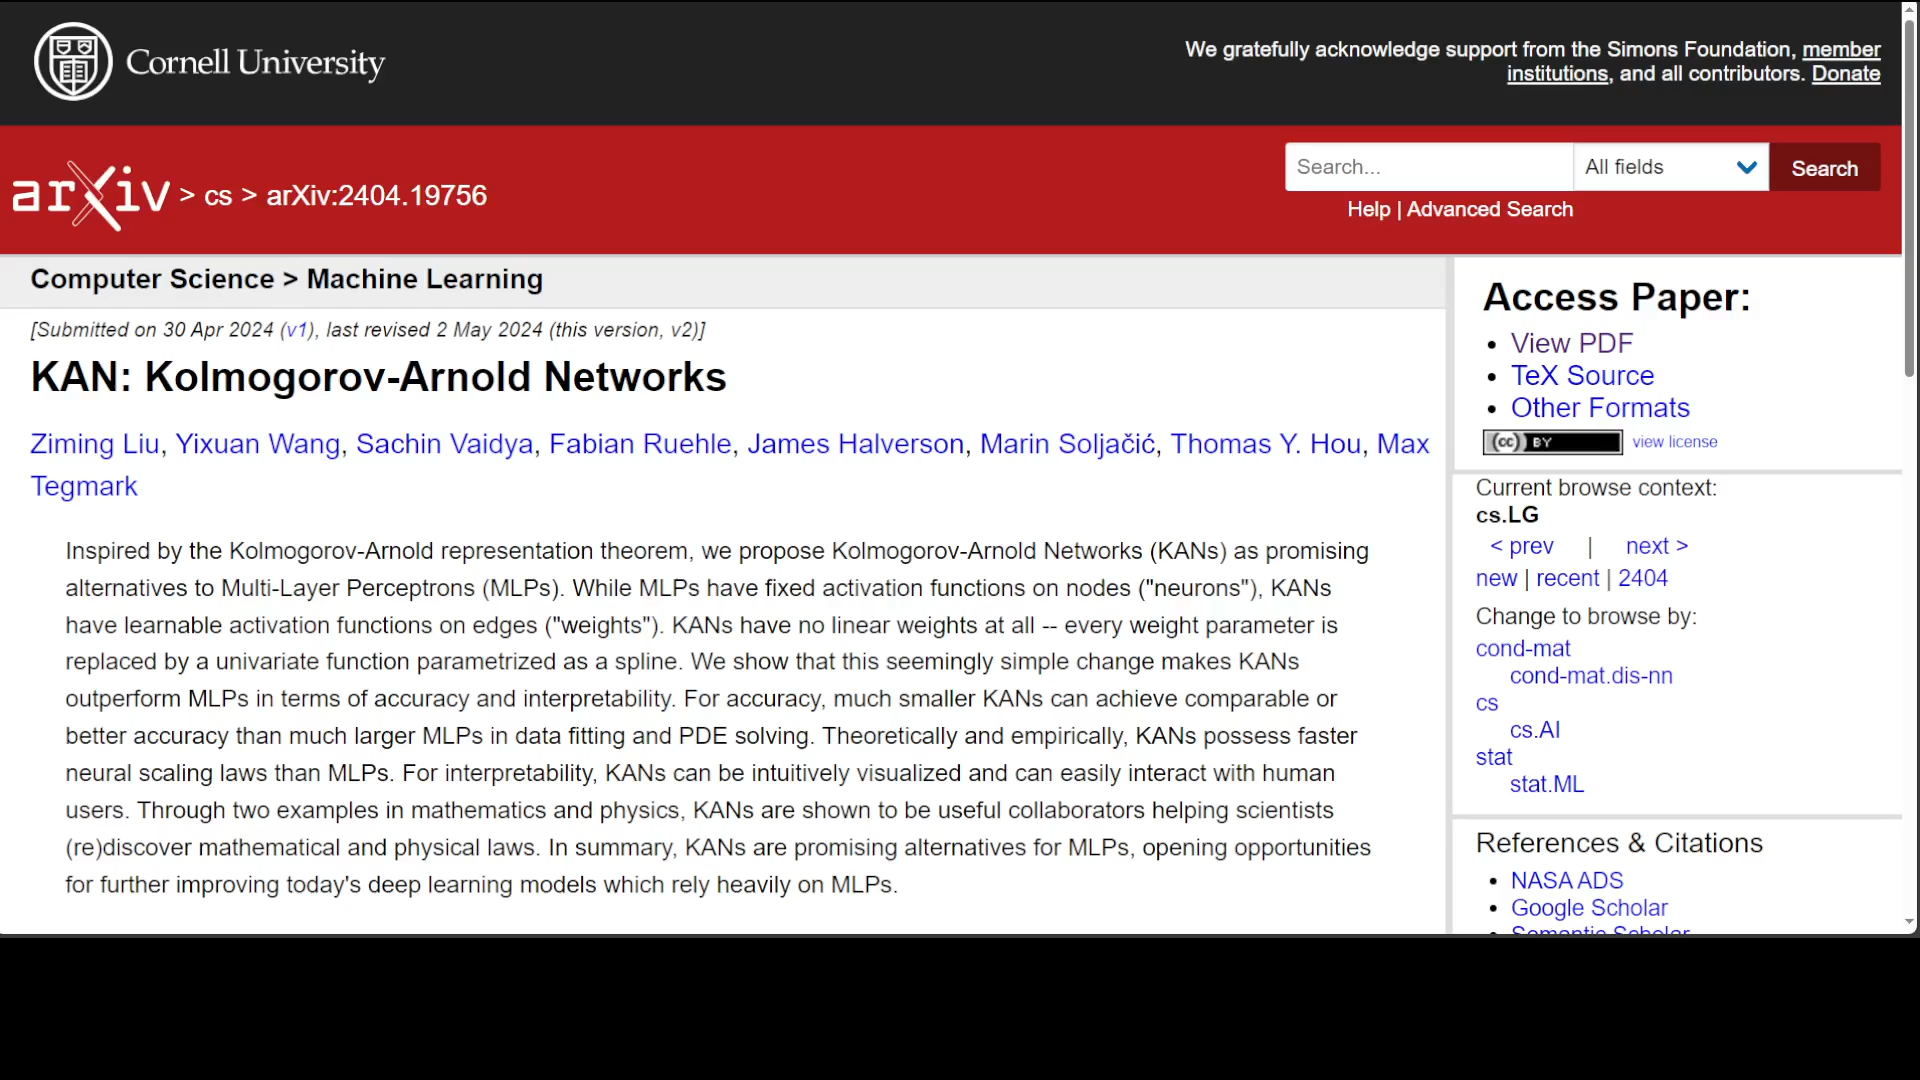 Cornell University
We gratefully acknowledge support from the Simons Foundation, member
institutions, and all contributors. Donate
arXiv > cs > arXiv:2404.19756
Search...
All fields
Search
Help | Advanced Search
Computer Science > Machine Learning
[Submitted on 30 Apr 2024 (v1), last revised 2 May 2024 (this version, v2)]
KAN: Kolmogorov-Arnold Networks
Ziming Liu, Yixuan Wang, Sachin Vaidya, Fabian Ruehle, James Halverson, Marin Soljačić, Thomas Y. Hou, Max
Tegmark
Inspired by the Kolmogorov-Arnold representation theorem, we propose Kolmogorov-Arnold Networks (KANs) as promising
alternatives to Multi-Layer Perceptrons (MLPs). While MLPs have fixed activation functions on nodes ("neurons"), KANs
have learnable activation functions on edges ("weights"). KANs have no linear weights at all -- every weight parameter is
replaced by a univariate function parametrized as a spline. We show that this seemingly simple change makes KANs
outperform MLPs in terms of accuracy and interpretability. For accuracy, much smaller KANs can achieve comparable or
better accuracy than much larger MLPs in data fitting and PDE solving. Theoretically and empirically, KANs possess faster
neural scaling laws than MLPs. For interpretability, KANs can be intuitively visualized and can easily interact with human
users. Through two examples in mathematics and physics, KANs are shown to be useful collaborators helping scientists
(re)discover mathematical and physical laws. In summary, KANs are promising alternatives for MLPs, opening opportunities
for further improving today's deep learning models which rely heavily on MLPs.
Access Paper:
View PDF
TeX Source
Other Formats
(cc) BY view license
Current browse context:
cs.LG
< prev | next >
new | recent | 2404
Change to browse by:
cond-mat
cond-mat.dis-nn
cs
cs.AI
stat
stat.ML
References & Citations
NASA ADS
Google Scholar
Semantic Scholar